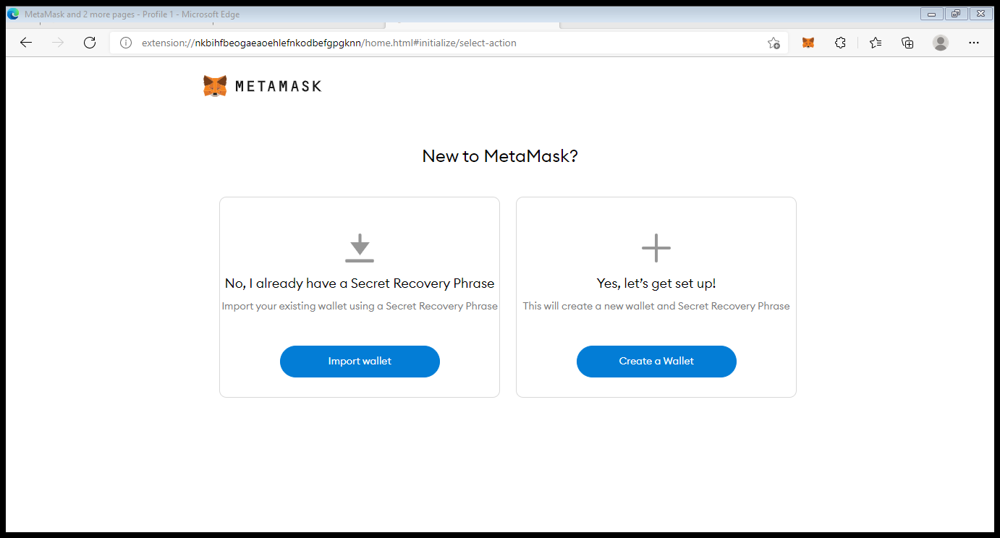 MetaMask and 2 more pages - Profile 1 - Microsoft Edge
extension://nkbihfbeogaeaoehlefnkodbefgpgknn/home.html#initialize/select-action
METAMASK
New to MetaMask?
No, I already have a Secret Recovery Phrase
Import your existing wallet using a Secret Recovery Phrase
Import wallet
Yes, let’s get set up!
This will create a new wallet and Secret Recovery Phrase
Create a Wallet